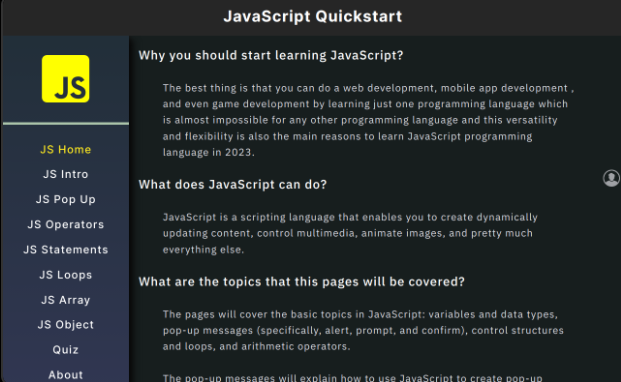 JavaScript Quickstart
JS
JS Home
JS Intro
JS Pop Up
JS Operators
JS Statements
JS Loops
JS Array
JS Object
Quiz
About
Why you should start learning JavaScript?
The best thing is that you can do a web development, mobile app development ,
and even game development by learning just one programming language which
is almost impossible for any other programming language and this versatility
and flexibility is also the main reasons to learn JavaScript programming
language in 2023.
What does JavaScript can do?
JavaScript is a scripting language that enables you to create dynamically
updating content, control multimedia, animate images, and pretty much
everything else.
What are the topics that this pages will be covered?
The pages will cover the basic topics in JavaScript: variables and data types,
pop-up messages (specifically, alert, prompt, and confirm), control structures
and loops, and arithmetic operators.
The pop-up messages will explain how to use JavaScript to create pop-up